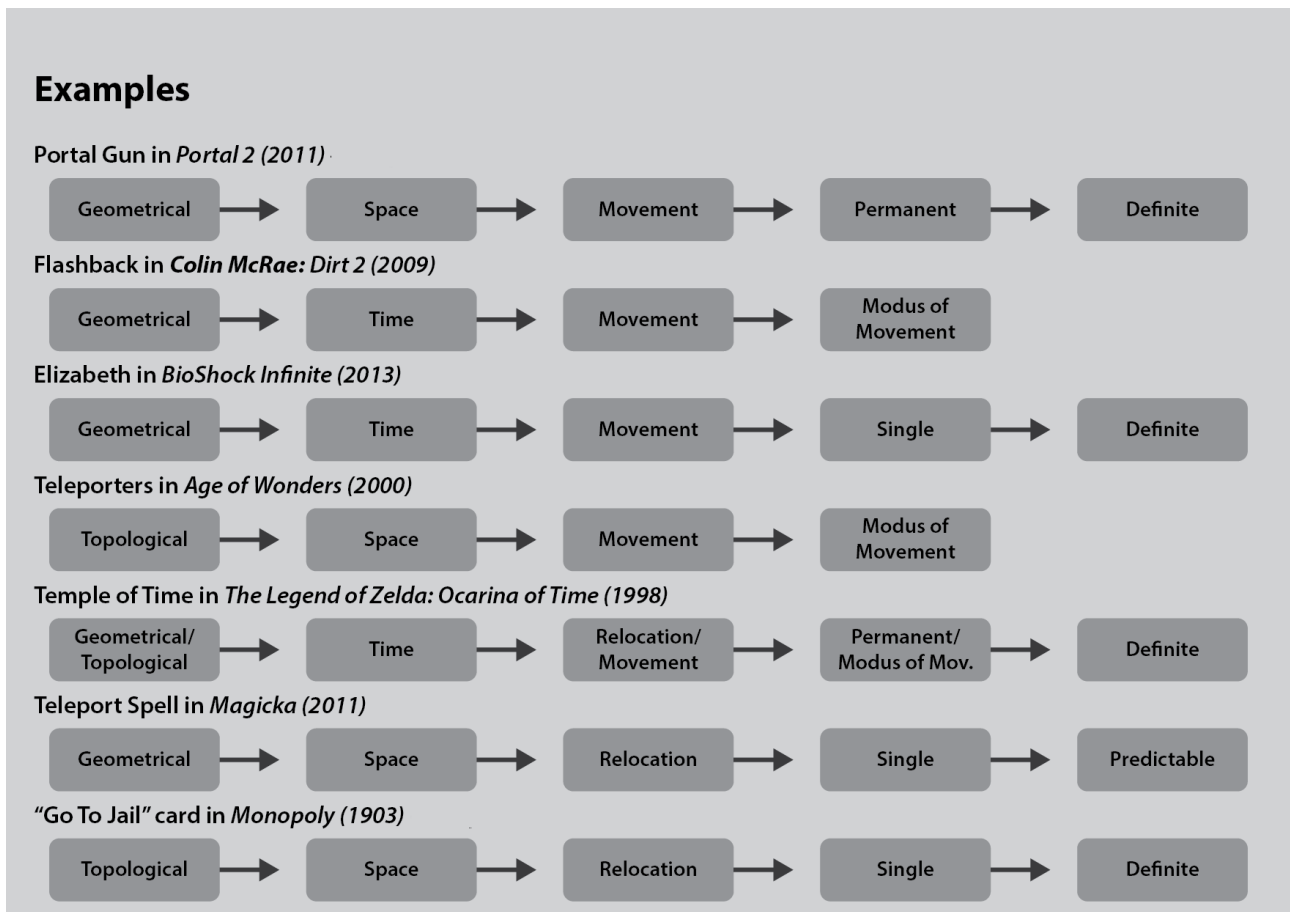 Examples
Portal Gun in Portal 2 (2011)
Geometrical Space Movement Permanent Definite
Flashback in Colin McRae: Dirt 2 (2009)
Geometrical Time Movement Modus of
Movement
Elizabeth in BioShock Infinite (2013)
Geometrical Time Movement Single Definite
Teleporters in Age of Wonders (2000)
Topological Space Movement Modus of
Movement
Temple of Time in The Legend of Zelda: Ocarina of Time (1998)
Geometrical/
Topological Time Relocation/
Movement Permanent/
Modus of Mov. Definite
Teleport Spell in Magicka (2011)
Geometrical Space Relocation Single Predictable
“Go To Jail” card in Monopoly (1903)
Topological Space Relocation Single Definite